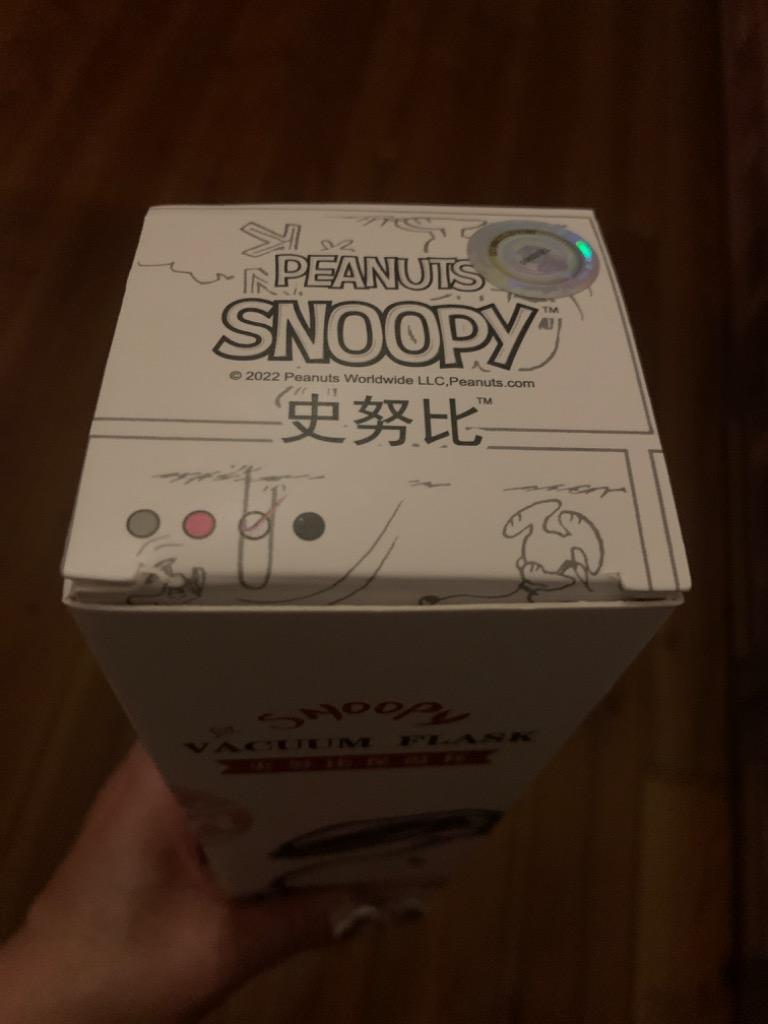 PEANUTS
SNOOPY™
© 2022 Peanuts Worldwide LLC,Peanuts.com
史努比™
SNOOPY
VACUUM FLASK